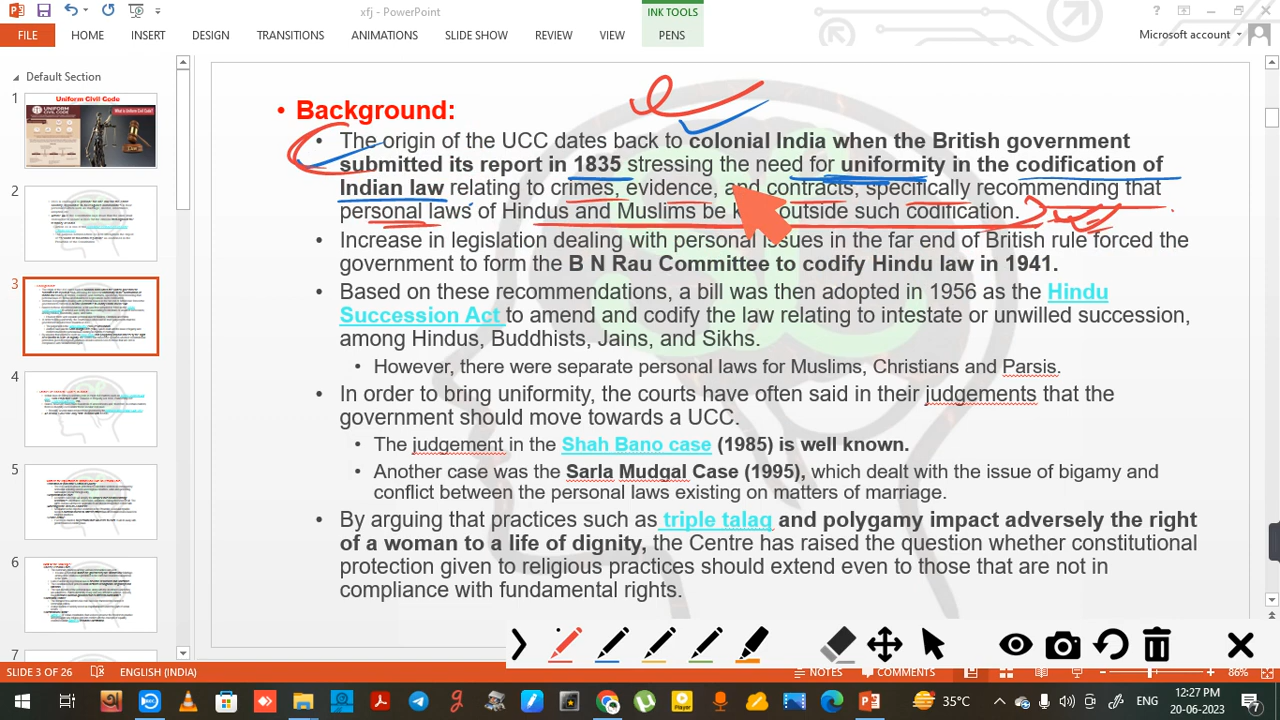 xfj - PowerPoint
INK TOOLS
FILE
HOME
INSERT
DESIGN
TRANSITIONS
ANIMATIONS
SLIDE SHOW
REVIEW
VIEW
PENS
Microsoft account
Default Section
1
Uniform Civil Code
2
3
4
5
6
7
• Background:
• The origin of the UCC dates back to colonial India when the British government
submitted its report in 1835 stressing the need for uniformity in the codification of
Indian law relating to crimes, evidence, and contracts, specifically recommending that
personal laws of Hindus and Muslims be outside such codification.
• Increase in legislation dealing with personal issues in the far end of British rule forced the
government to form the B N Rau Committee to codify Hindu law in 1941.
• Based on these recommendations, a bill was then adopted in 1956 as the Hindu
Succession Act to amend and codify the law relating to intestate or unwilled succession,
among Hindus, Buddhists, Jains, and Sikhs.
• However, there were separate personal laws for Muslims, Christians and Parsis.
• In order to bring uniformity, the courts have often said in their judgements that the
government should move towards a UCC.
• The judgement in the Shah Bano case (1985) is well known.
• Another case was the Sarla Mudgal Case (1995), which dealt with the issue of bigamy and
conflict between the personal laws existing on matters of marriage.
• By arguing that practices such as triple talaq and polygamy impact adversely the right
of a woman to a life of dignity, the Centre has raised the question whether constitutional
protection given to religious practices should extend even to those that are not in
compliance with fundamental rights.
SLIDE 3 OF 26
ENGLISH (INDIA)
NOTES
COMMENTS
86%
35°C
ENG
12:27 PM
20-06-2023